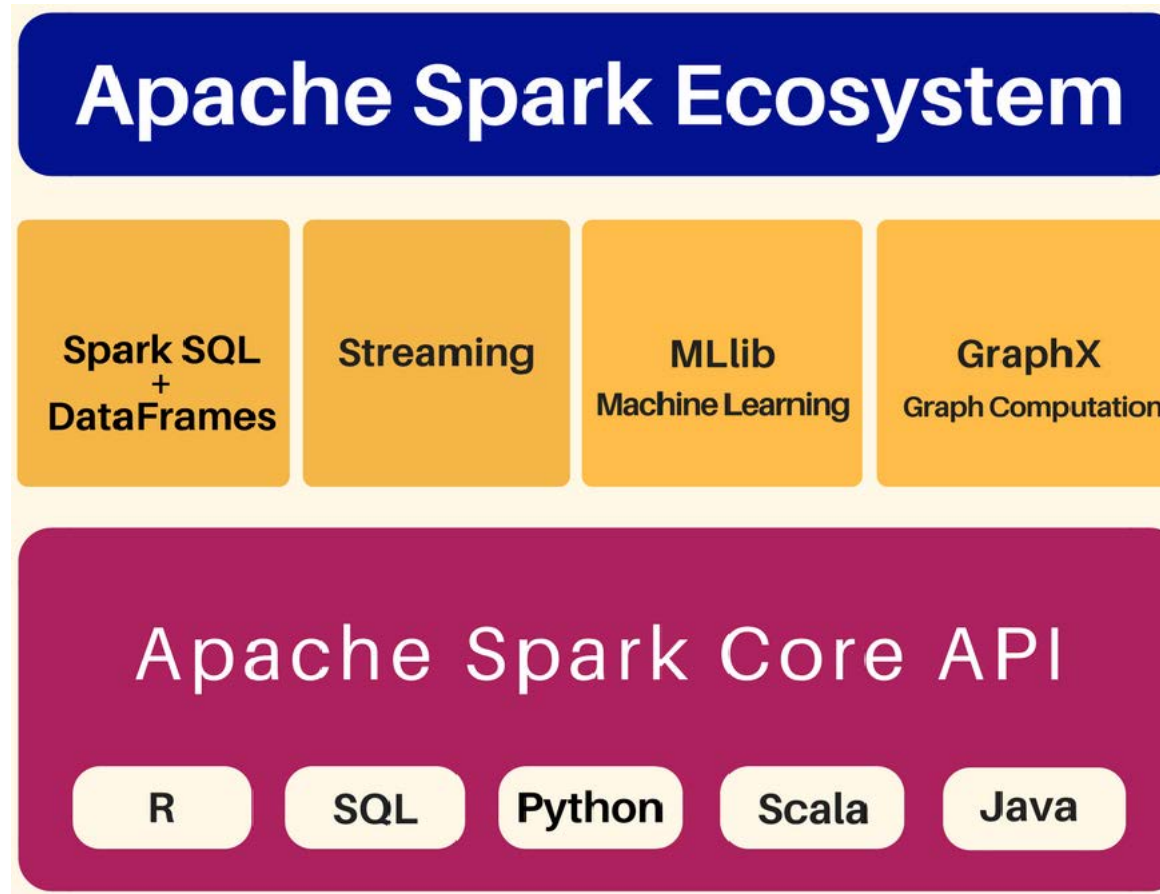 Apache Spark Ecosystem
Spark SQL
+
DataFrames
Streaming
MLlib
Machine Learning
GraphX
Graph Computation
Apache Spark Core API
R
SQL
Python
Scala
Java